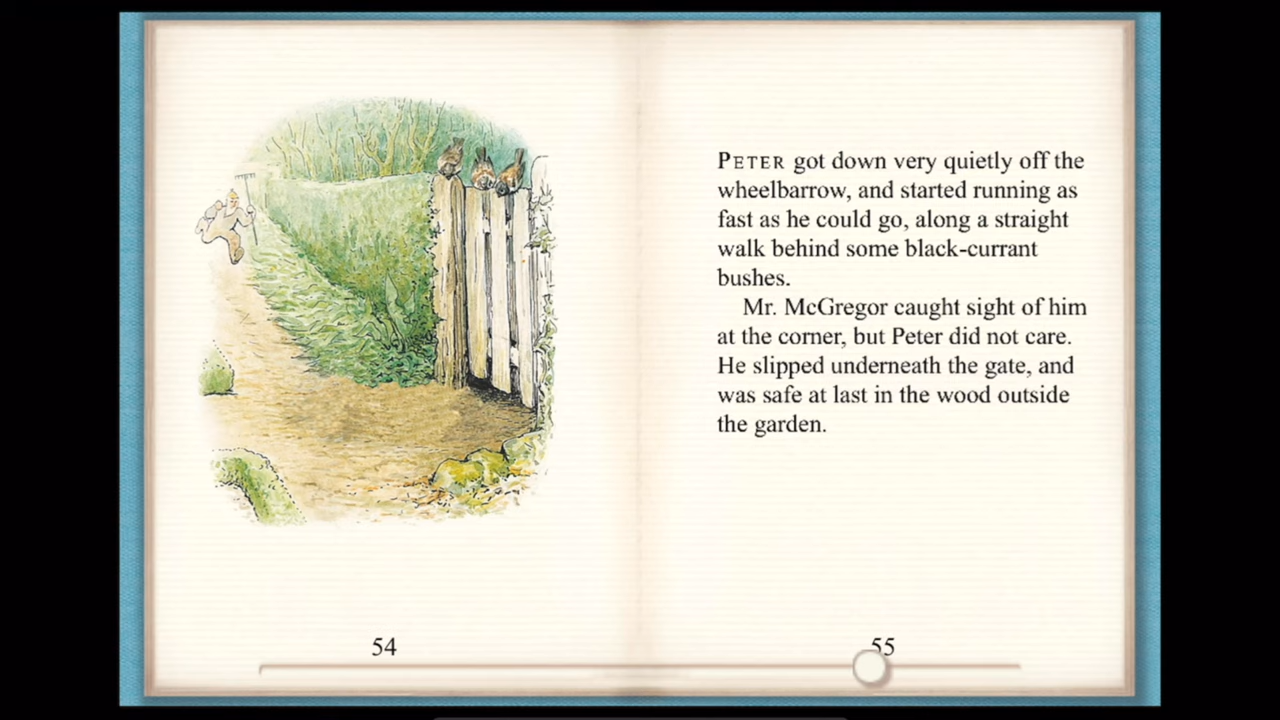 PETER got down very quietly off the
wheelbarrow, and started running as
fast as he could go, along a straight
walk behind some black-currant
bushes.
Mr. McGregor caught sight of him
at the corner, but Peter did not care.
He slipped underneath the gate, and
was safe at last in the wood outside
the garden.
54
55